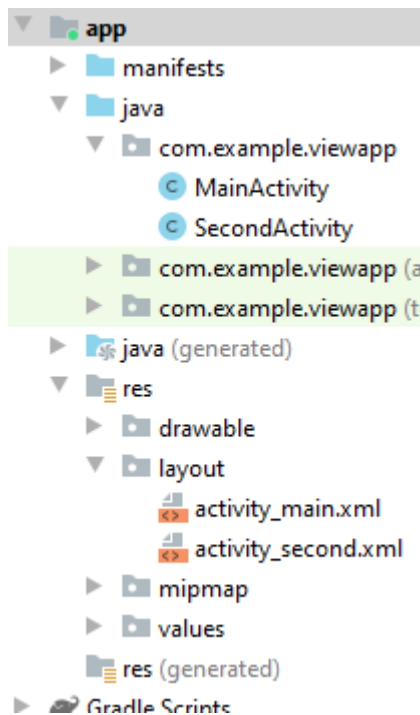 app
manifests
java
com.example.viewapp
MainActivity
SecondActivity
com.example.viewapp (a
com.example.viewapp (t
java (generated)
res
drawable
layout
activity_main.xml
activity_second.xml
mipmap
values
res (generated)
Gradle Scripts